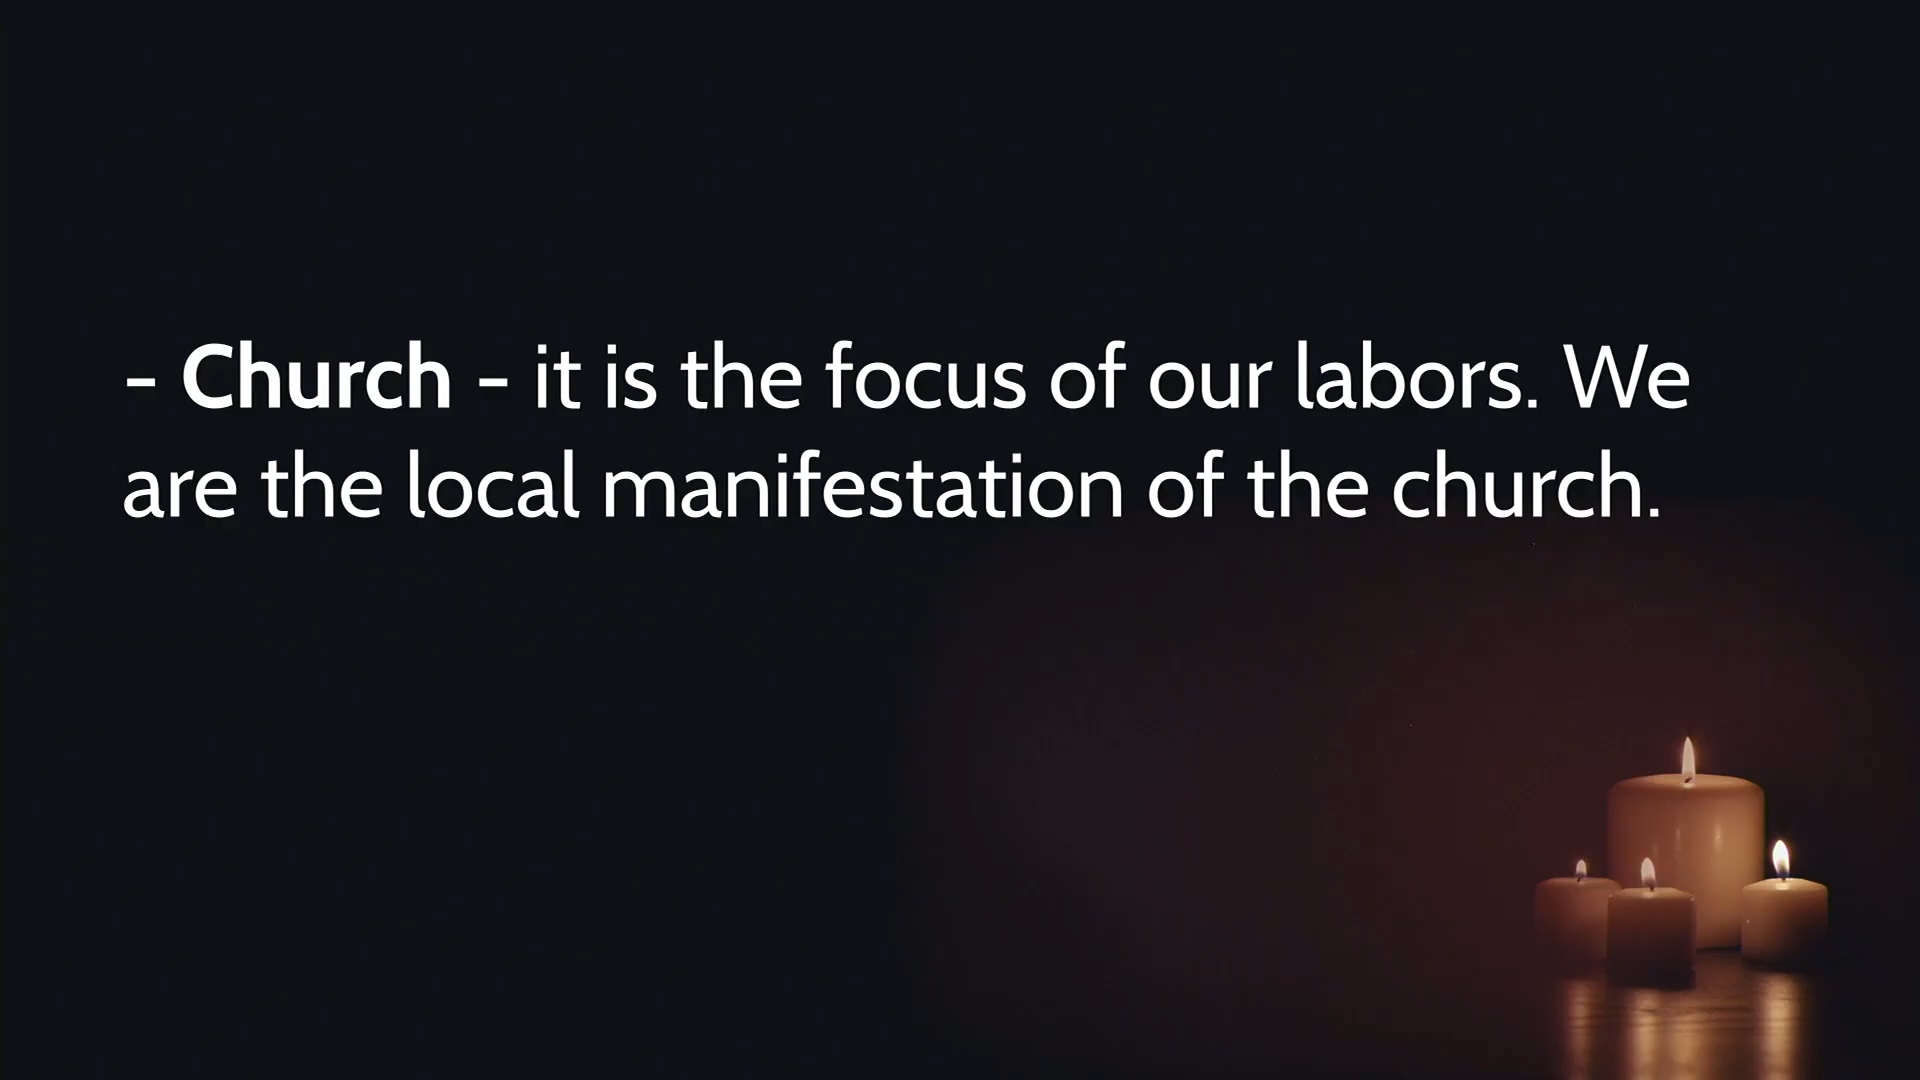 - Church - it is the focus of our labors. We
are the local manifestation of the church.